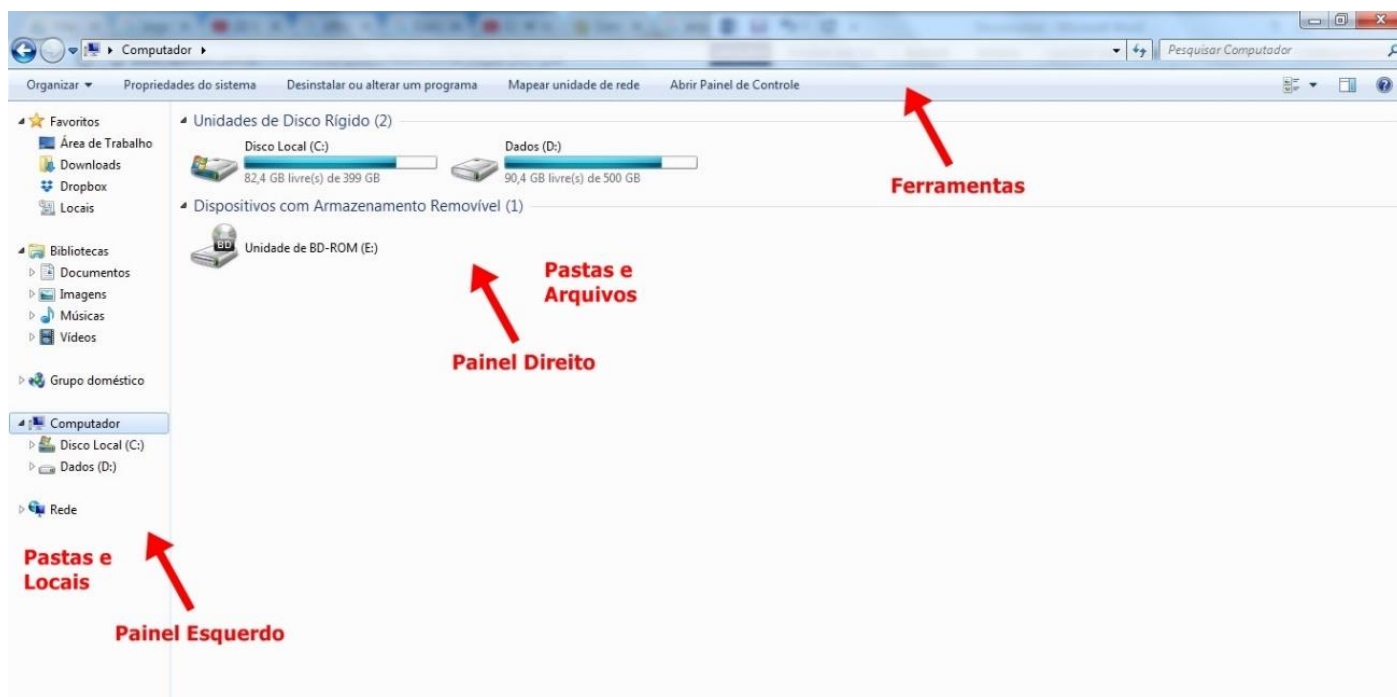 Computador
Pesquisar Computador
Organizar Propriedades do sistema Desinstalar ou alterar um programa Mapear unidade de rede Abrir Painel de Controle
Ferramentas
Favoritos
Área de Trabalho
Downloads
Dropbox
Locais
Bibliotecas
Documentos
Imagens
Músicas
Vídeos
Grupo doméstico
Computador
Disco Local (C:)
Dados (D:)
Rede
Pastas e
Locais
Painel Esquerdo
Unidades de Disco Rígido (2)
Disco Local (C:)
82,4 GB livre(s) de 399 GB
Dados (D:)
90,4 GB livre(s) de 500 GB
Dispositivos com Armazenamento Removível (1)
BD
Unidade de BD-ROM (E:)
Pastas e
Arquivos
Painel Direito